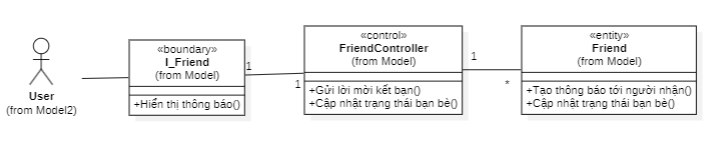 «boundary»
I_Friend
(from Model)
+Hiển thị thông báo()
User
(from Model2)
1
1
«control»
FriendController
(from Model)
+Gửi lời mời kết bạn()
+Cập nhật trạng thái bạn bè()
1
*
«entity»
Friend
(from Model)
+Tạo thông báo tới người nhận()
+Cập nhật trạng thái bạn bè()